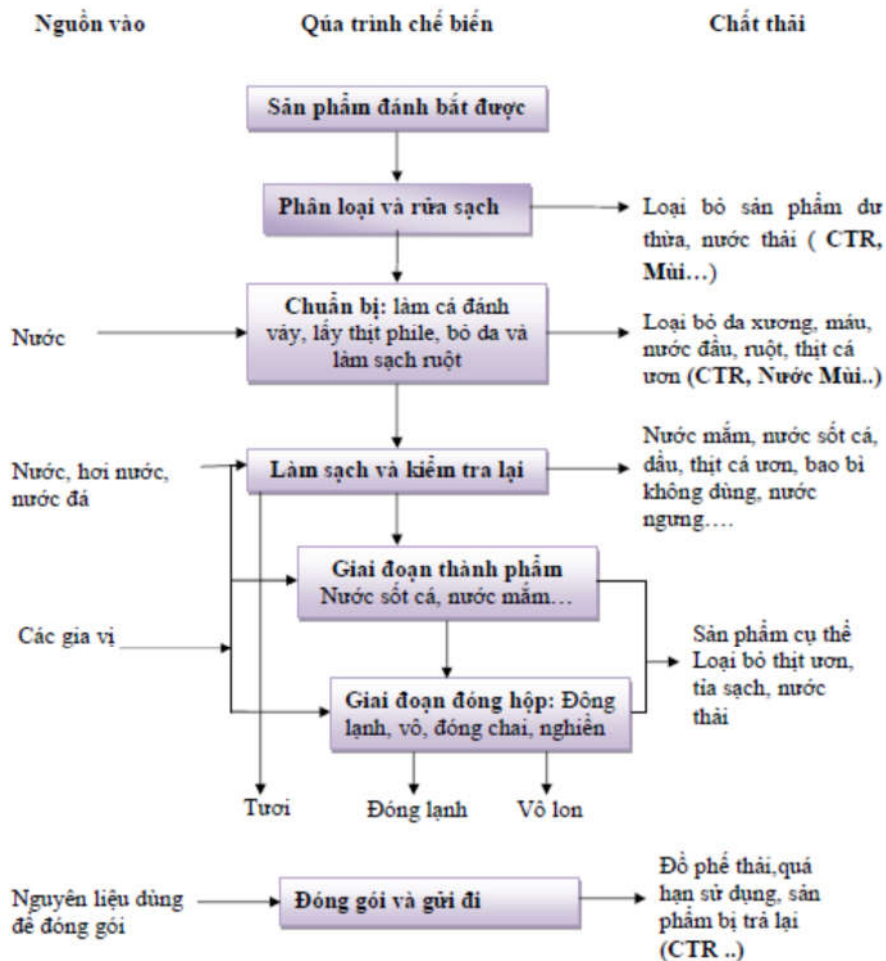 Nguồn vào
Qúa trình chế biến
Chất thải
Sản phẩm đánh bắt được
Phân loại và rửa sạch
Loại bỏ sản phẩm dư
thừa, nước thải ( CTR,
Mùi…)
Nước
Chuẩn bị: làm cá đánh
vảy, lấy thịt phile, bỏ da và
làm sạch ruột
Loại bỏ da xương, máu,
nước đầu, ruột, thịt cá
ươn (CTR, Nước Mùi..)
Nước, hơi nước,
nước đá
Làm sạch và kiểm tra lại
Nước mắm, nước sốt cá,
dầu, thịt cá ươn, bao bì
không dùng, nước
ngưng….
Giai đoạn thành phẩm
Nước sốt cá, nước mắm…
Các gia vị
Giai đoạn đóng hộp: Đông
lạnh, vô, đóng chai, nghiền
Sản phẩm cụ thể
Loại bỏ thịt ươn,
tỉa sạch, nước
thải
Tươi
Đóng lạnh
Vô lon
Nguyên liệu dùng
để đóng gói
Đóng gói và gửi đi
Đồ phế thải,quá
hạn sử dụng, sản
phẩm bị trả lại
(CTR ..)